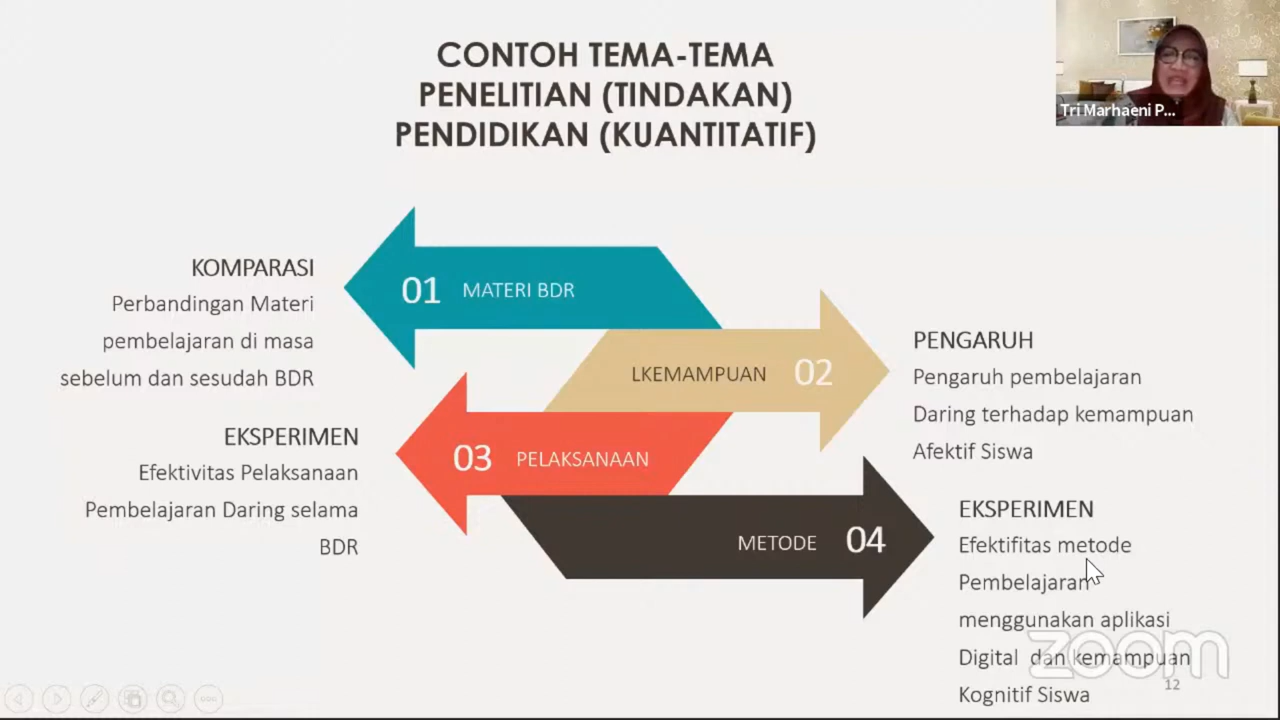 CONTOH TEMA-TEMA
PENELITIAN (TINDAKAN)
PENDIDIKAN (KUANTITATIF)
Tri Marhaeni P...
KOMPARASI
Perbandingan Materi
pembelajaran di masa
sebelum dan sesudah BDR
01 MATERI BDR
LKEMAMPUAN 02
PENGARUH
Pengaruh pembelajaran
Daring terhadap kemampuan
Afektif Siswa
EKSPERIMEN
Efektivitas Pelaksanaan
Pembelajaran Daring selama
BDR
03 PELAKSANAAN
METODE 04
EKSPERIMEN
Efektifitas metode
Pembelajaran
menggunakan aplikasi
Digital dan kemampuan
Kognitif Siswa
zoom
12